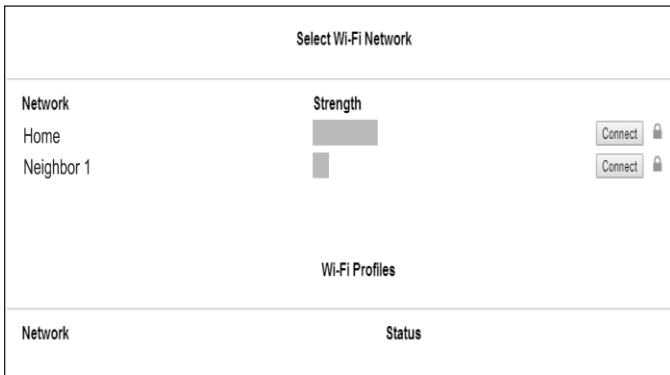 Select Wi-Fi Network
Network Strength
Home Connect
Neighbor 1 Connect
Wi-Fi Profiles
Network Status